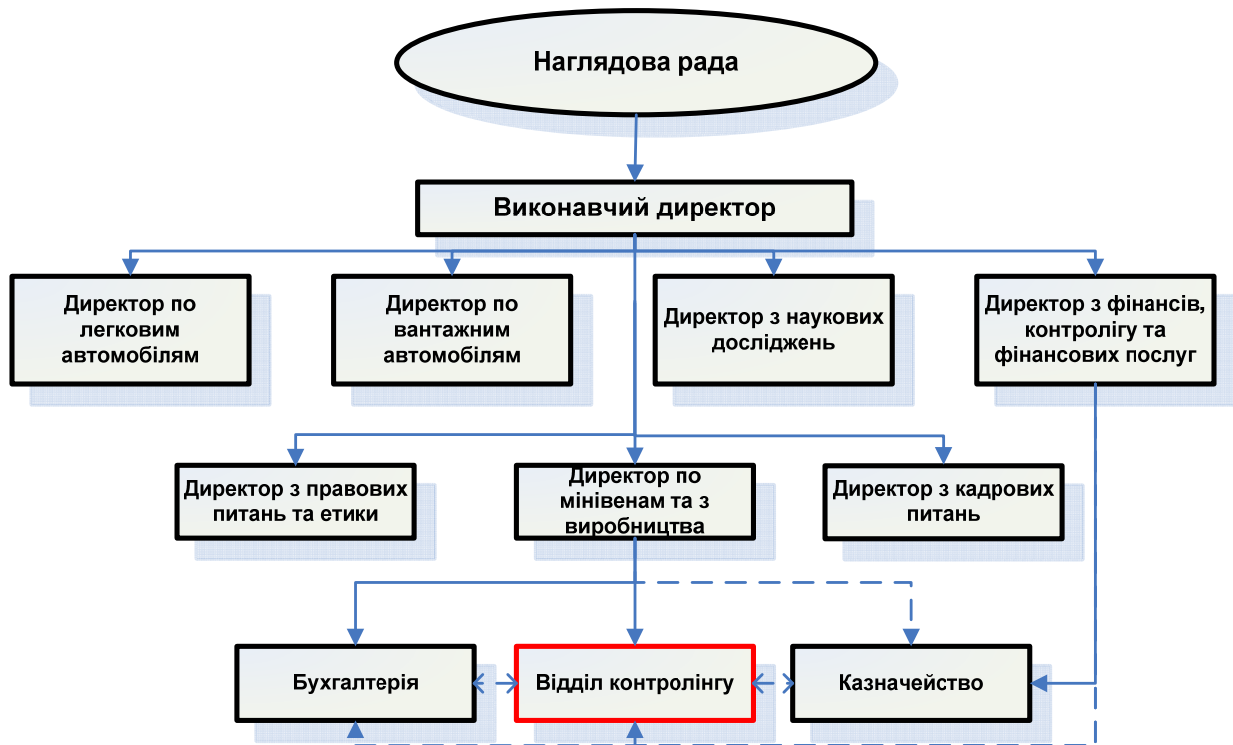 Наглядова рада
Виконавчий директор
Директор по
легковим
автомобілям
Директор по
вантажним
автомобілям
Директор з наукових
досліджень
Директор з фінансів,
контролігу та
фінансових послуг
Директор з правових
питань та етики
Директор по
мінівенам та з
виробництва
Директор з кадрових
питань
Бухгалтерія
Відділ контролінгу
Казначейство